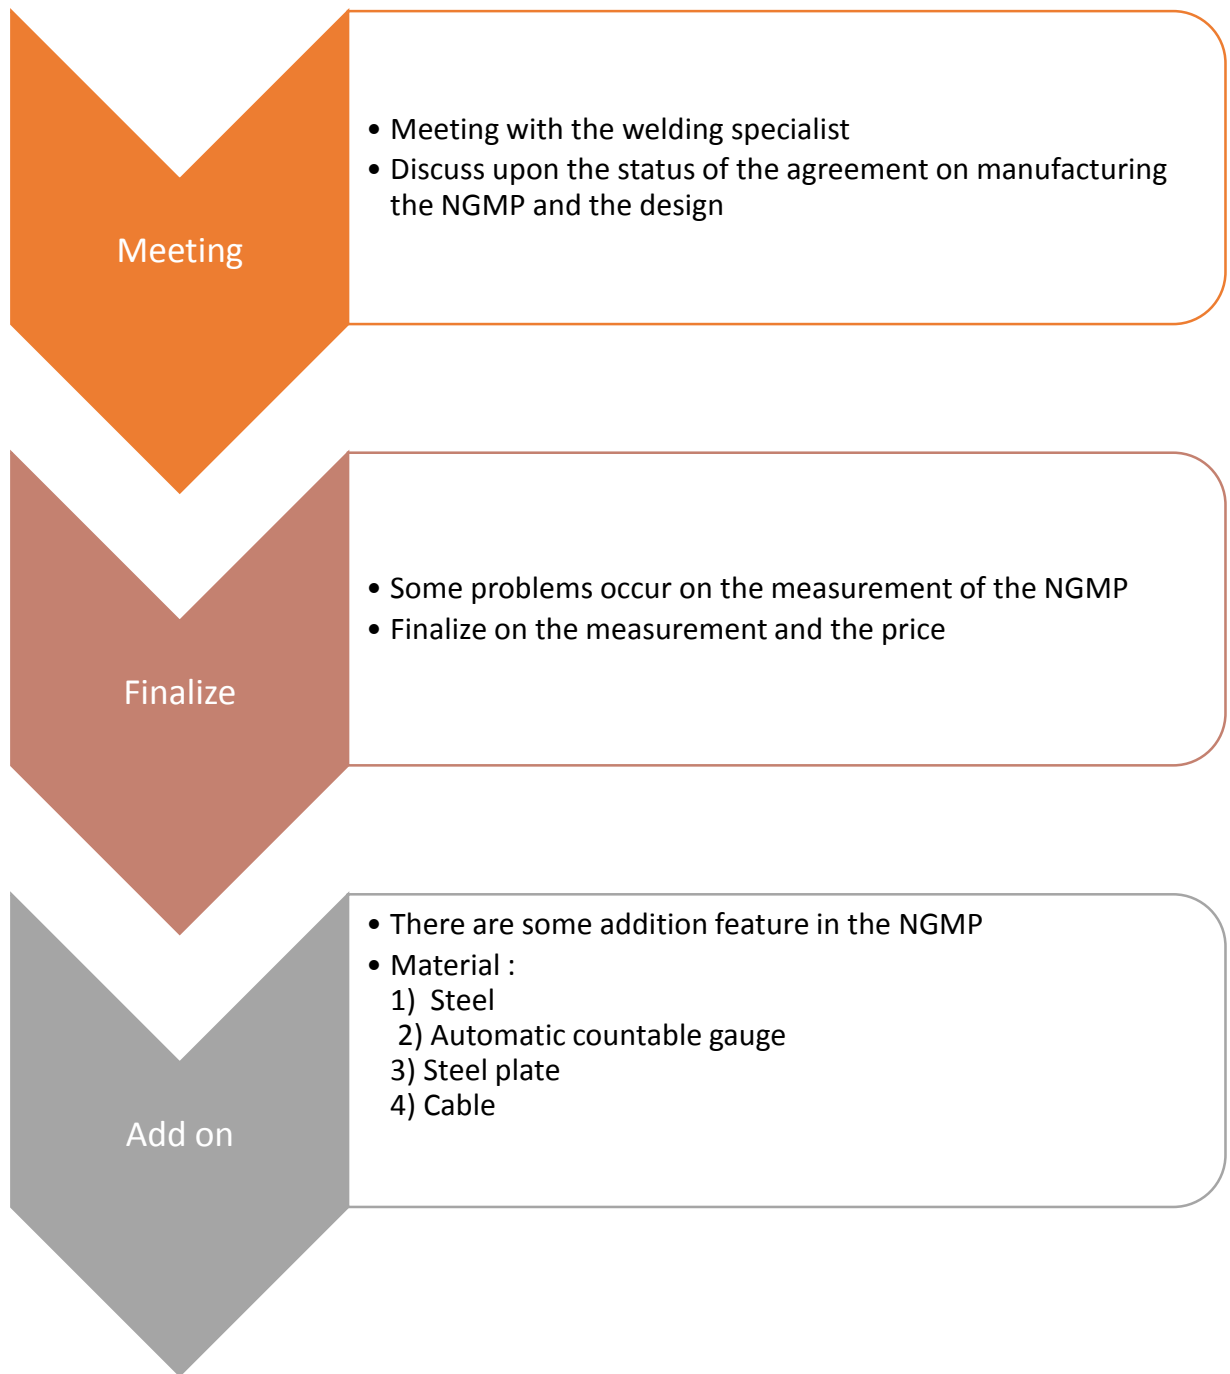 Meeting
• Meeting with the welding specialist
• Discuss upon the status of the agreement on manufacturing
the NGMP and the design
Finalize
• Some problems occur on the measurement of the NGMP
• Finalize on the measurement and the price
Add on
• There are some addition feature in the NGMP
• Material :
1)  Steel
2) Automatic countable gauge
3) Steel plate
4) Cable